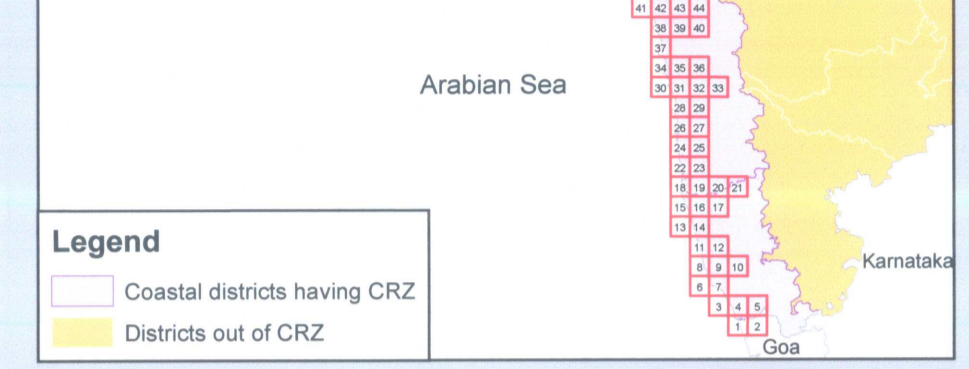 41 42 43 44
38 39 40
37
34 35 36
Arabian Sea
30 31 32 33
28 29
26 27
24 25
22 23
18 19 20 21
15 16 17
13 14
11 12
Legend
Karnataka
8 9 10
6 7
Coastal districts having CRZ
3 4 5
1 2
Districts out of CRZ
Goa